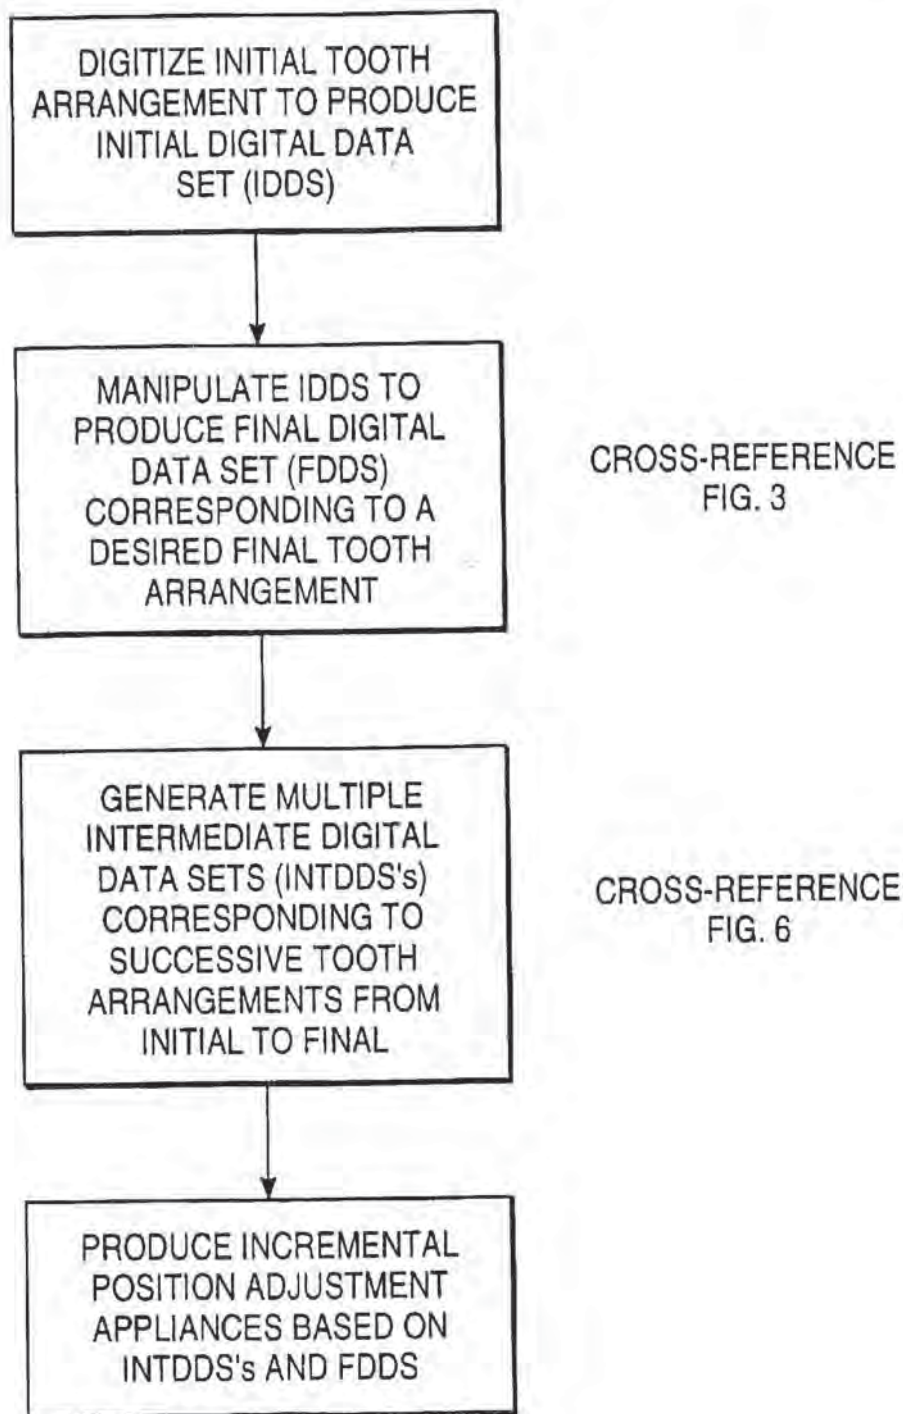 DIGITIZE INITIAL TOOTH
ARRANGEMENT TO PRODUCE
INITIAL DIGITAL DATA
SET (IDDS)
MANIPULATE IDDS TO
PRODUCE FINAL DIGITAL
DATA SET (FDDS)
CORRESPONDING TO A
DESIRED FINAL TOOTH
ARRANGEMENT
CROSS-REFERENCE
FIG. 3
GENERATE MULTIPLE
INTERMEDIATE DIGITAL
DATA SETS (INTDDS's)
CORRESPONDING TO
SUCCESSIVE TOOTH
ARRANGEMENTS FROM
INITIAL TO FINAL
CROSS-REFERENCE
FIG. 6
PRODUCE INCREMENTAL
POSITION ADJUSTMENT
APPLIANCES BASED ON
INTDDS's AND FDDS